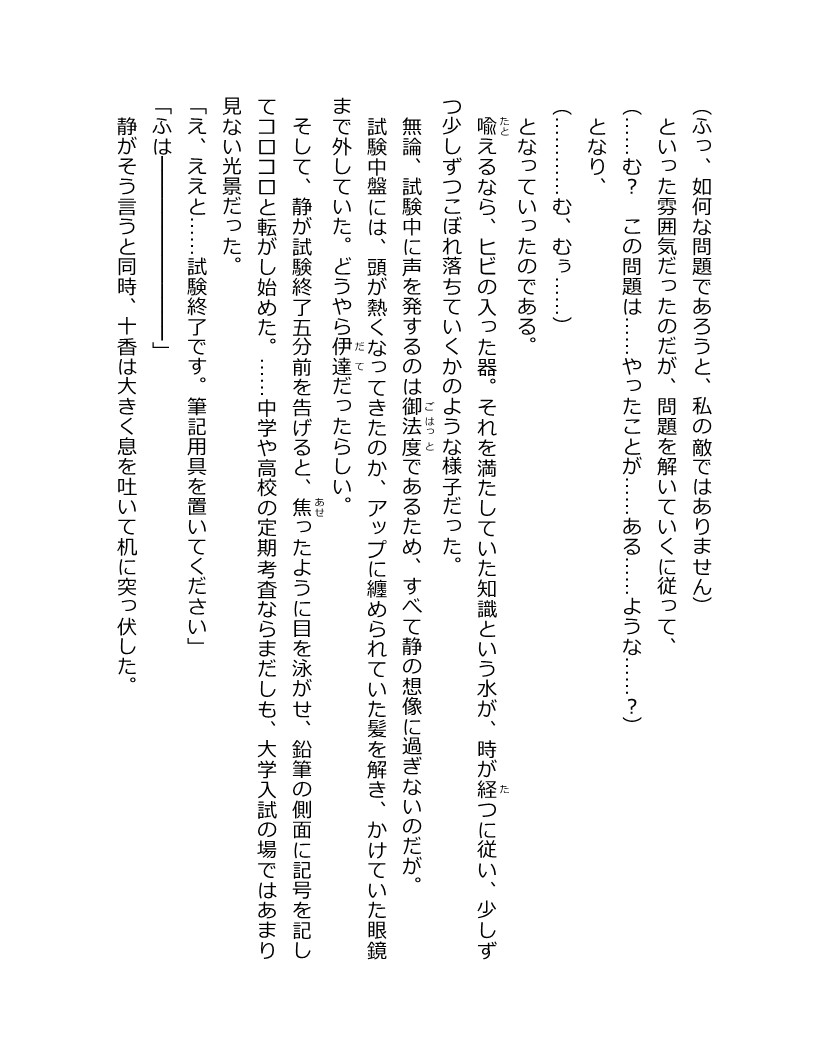 （ふっ、如何な問題であろうと、私の敵ではありません）
といった雰囲気だったのだが、問題を解いていくに従って、
（……む？　この問題は……やったことが……ある……ような……？）
となり、
（…………む、むぅ……）
となっていったのである。
喩えるなら、ヒビの入った器。それを満たしていた知識という水が、時が経つに従い、少しず
つ少しずつこぼれ落ちていくかのような様子だった。
無論、試験中に声を発するのは御法度であるため、すべて静の想像に過ぎないのだが。
試験中盤には、頭が熱くなってきたのか、アップに纏められていた髪を解き、かけていた眼鏡
まで外していた。どうやら伊達だったらしい。
そして、静が試験終了五分前を告げると、焦ったように目を泳がせ、鉛筆の側面に記号を記し
てコロコロと転がし始めた。……中学や高校の定期考査ならまだしも、大学入試の場ではあまり
見ない光景だった。
「え、ええと……試験終了です。筆記用具を置いてください」
「ふは――――――――――」
静がそう言うと同時、十香は大きく息を吐いて机に突っ伏した。